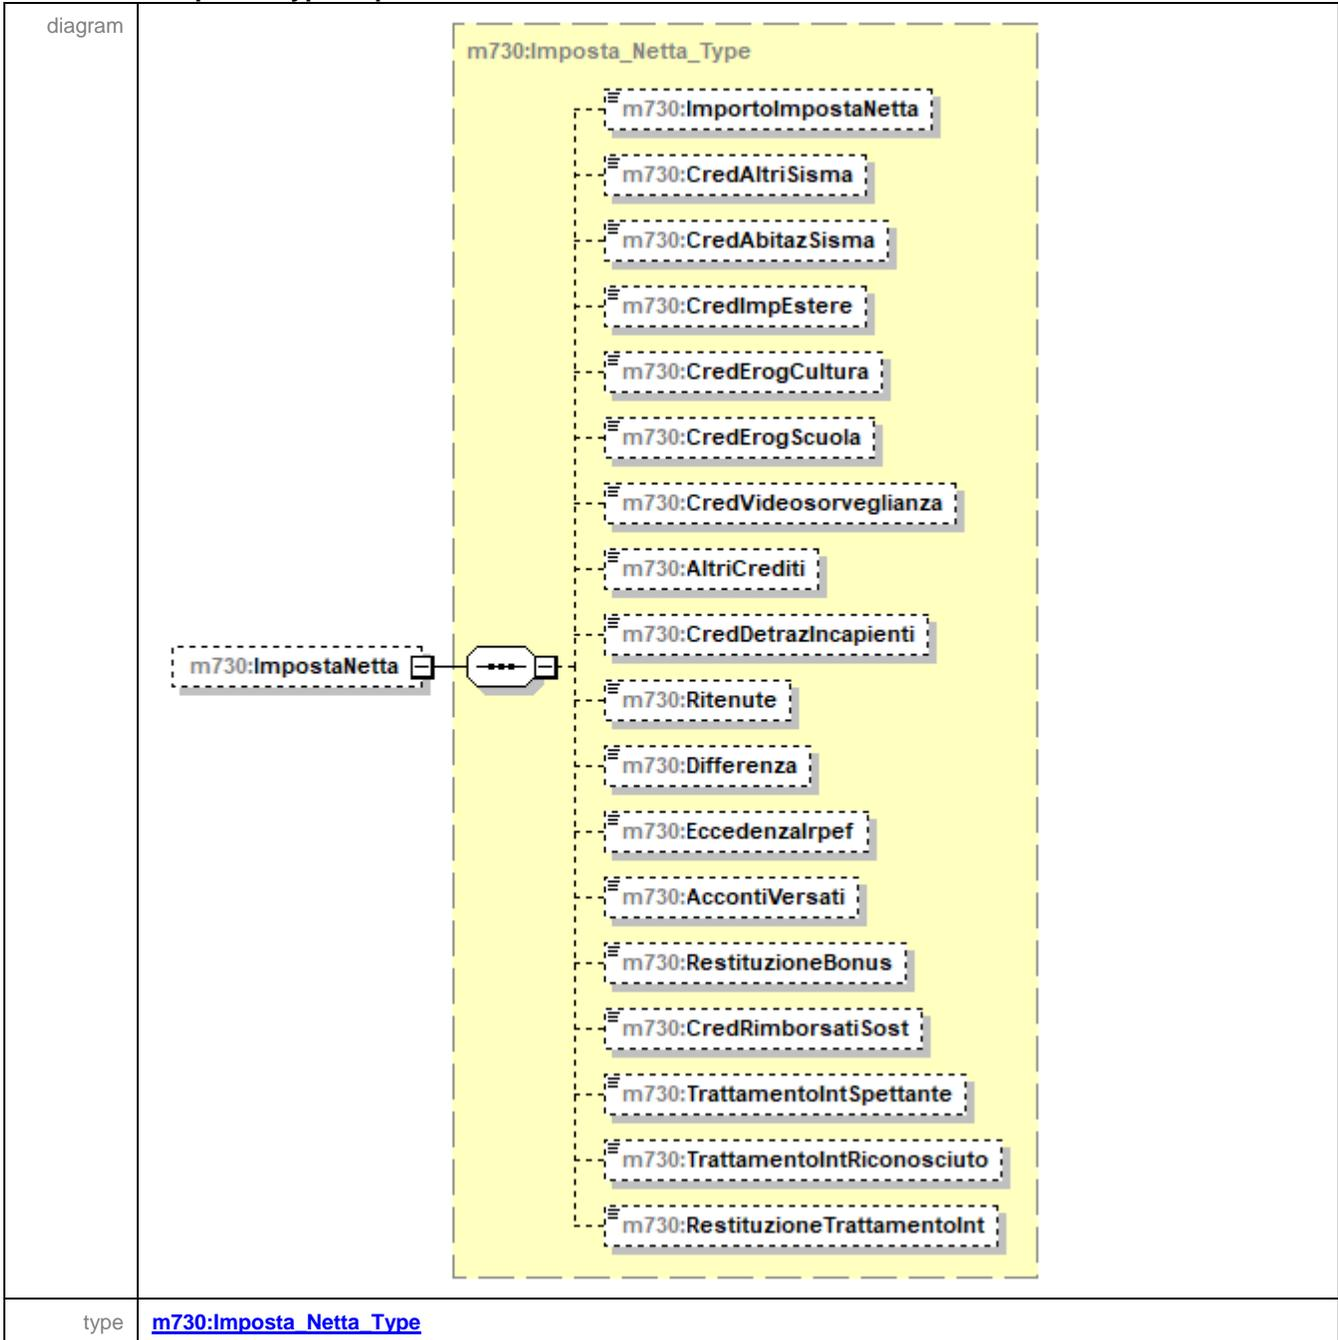 diagram
m730:Imposta_Netta_Type
m730:ImportoImpostaNetta
m730:CredAltriSisma
m730:CredAbitazSisma
m730:CredImpEstere
m730:CredErogCultura
m730:CredErogScuola
m730:CredVideosorveglianza
m730:AltriCrediti
m730:CredDetrazIncapienti
m730:ImpostaNetta
m730:Ritenute
m730:Differenza
m730:EccedenzaIrpef
m730:AccontiVersati
m730:RestituzioneBonus
m730:CredRimborsatiSost
m730:TrattamentoIntSpettante
m730:TrattamentoIntRiconosciuto
m730:RestituzioneTrattamentoInt
type m730:Imposta_Netta_Type